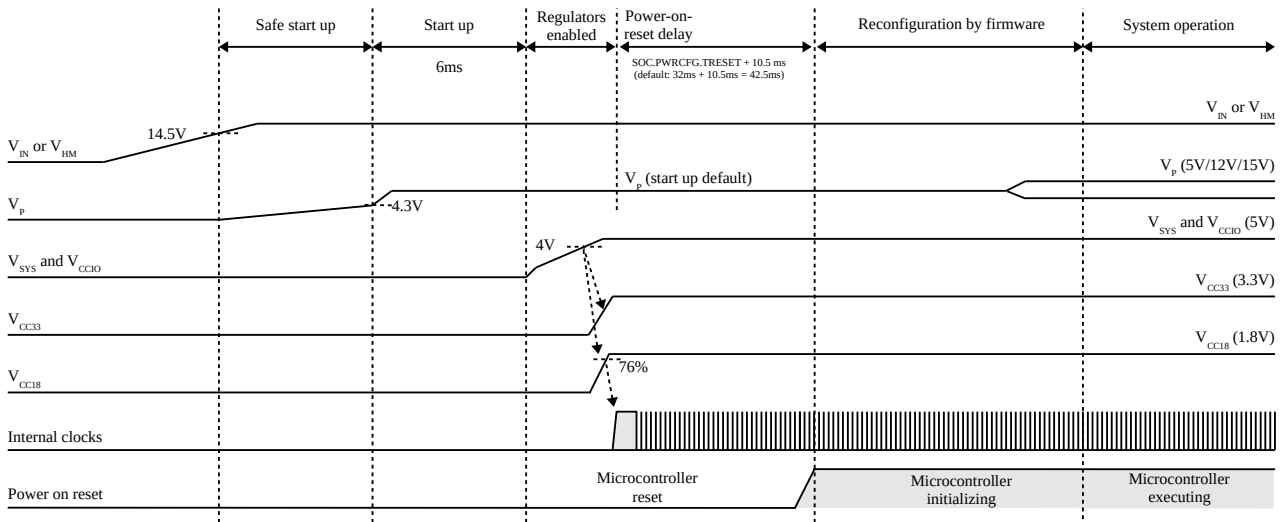 Safe start up
Start up
Regulators
enabled
Power-on-
reset delay
Reconfiguration by firmware
System operation
6ms
SOC.PWRCFG.TRESET + 10.5 ms
(default: 32ms + 10.5ms = 42.5ms)
VIN or VHM
14.5V
VIN or VHM
VP (5V/12V/15V)
VP (start up default)
VP
4.3V
VSYS and VCCIO (5V)
4V
VSYS and VCCIO
VCC33 (3.3V)
VCC33
VCC18 (1.8V)
76%
VCC18
Internal clocks
Microcontroller
reset
Microcontroller
initializing
Microcontroller
executing
Power on reset